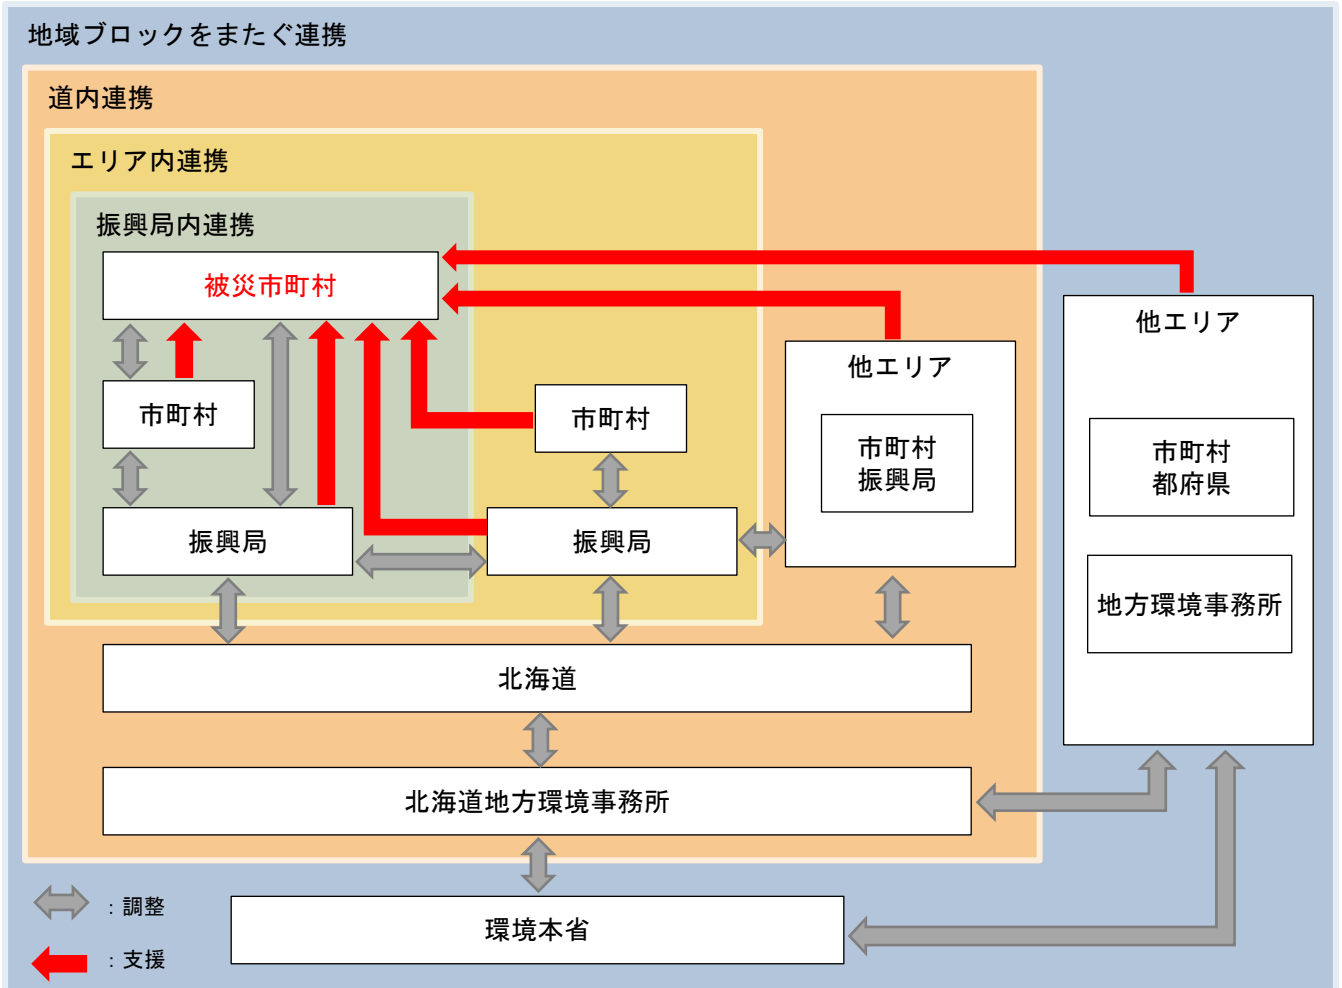 地域ブロックをまたぐ連携
道内連携
エリア内連携
振興局内連携
被災市町村
市町村
振興局
市町村
振興局
他エリア
市町村
振興局
他エリア
市町村
都府県
地方環境事務所
北海道
北海道地方環境事務所
環境本省
：調整
：支援